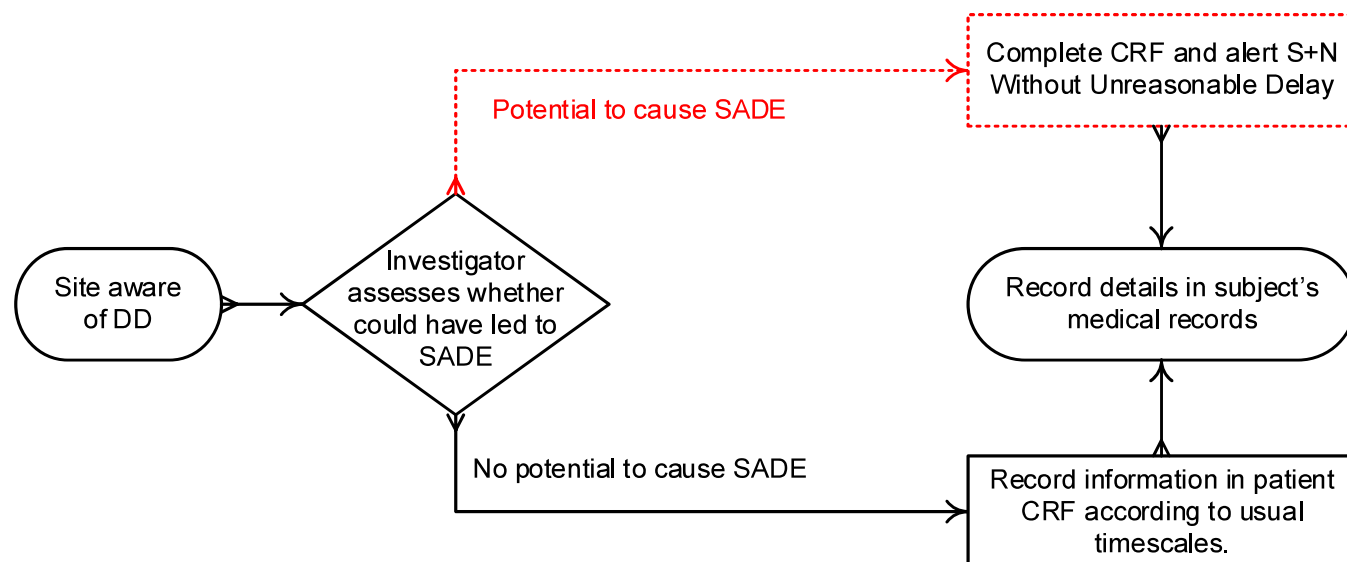 Complete CRF and alert S+N
Without Unreasonable Delay
Potential to cause SADE
Site aware
of DD
Investigator
assesses whether
could have led to
SADE
Record details in subject’s
medical records
No potential to cause SADE
Record information in patient
CRF according to usual
timescales.